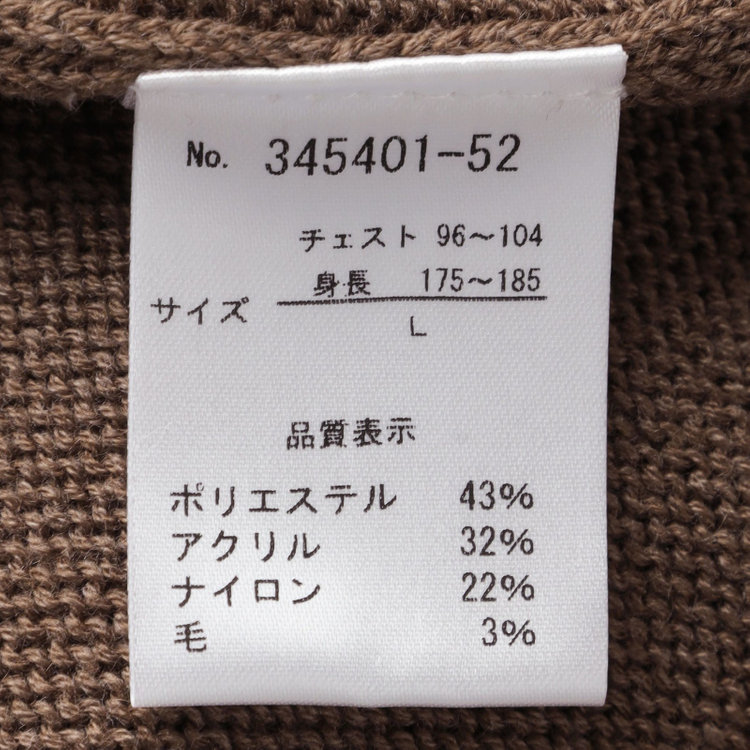 No. 345401-52
チェスト 96～104
身長 175～185
サイズ
L
品質表示
ポリエステル 43%
アクリル 32%
ナイロン 22%
毛 3%